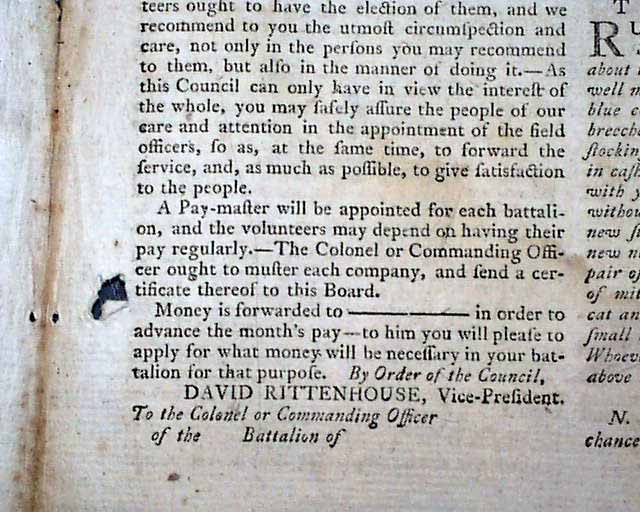 teers ought to have the election of them, and we
recommend to you the utmoſt circumſpection and
care, not only in the perſons you may recommend
to them, but alſo in the manner of doing it.—As
this Council can only have in view the intereſt of
the whole, you may ſafely aſſure the people of our
care and attention in the appointment of the field
officers, ſo as, at the ſame time, to forward the
ſervice, and, as much as poſſible, to give ſatisfaction
to the people.
A Pay-maſter will be appointed for each battali-
on, and the volunteers may depend on having their
pay regularly.—The Colonel or Commanding Offi-
cer ought to muſter each company, and ſend a cer-
tificate thereof to this Board.
Money is forwarded to ———— in order to
advance the month's pay—to him you will pleaſe to
apply for what money will be neceſſary in your bat-
talion for that purpoſe. By Order of the Council,
DAVID RITTENHOUSE, Vice-Preſident.
To the Colonel or Commanding Officer
of the Battalion of
T
RU
about
well m
blue c
breeche
ſtockin
in caſh
with y
withou
new ſi
new n
pair of
of mit
cat an
ſmall
Whoev
above
N.
chance